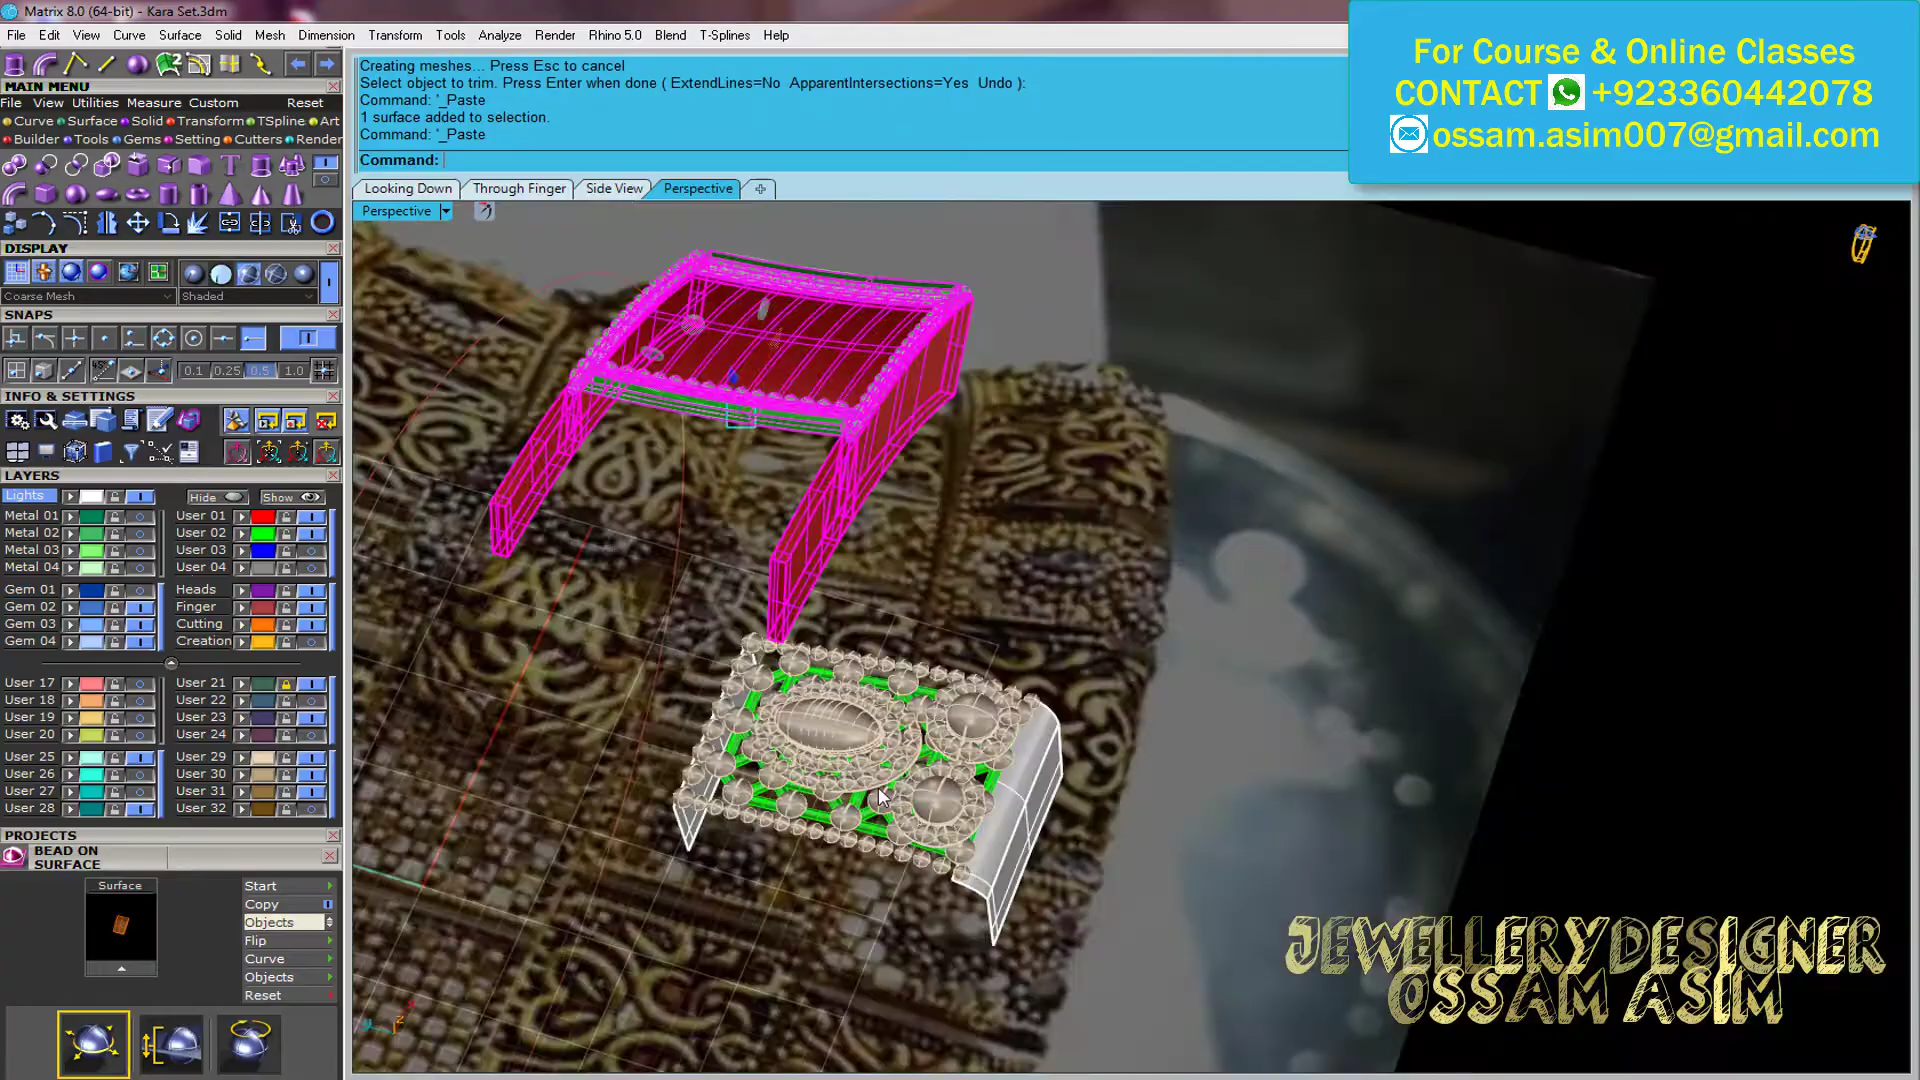 Matrix 8.0 (64-bit) - Kara Set.3dm
File Edit View Curve Surface Solid Mesh Dimension Transform Tools Analyze Render Rhino 5.0 Blend T-Splines Help
For Course & Online Classes
CONTACT +923360442078
ossam.asim007@gmail.com
Creating meshes... Press Esc to cancel
Select object to trim. Press Enter when done ( ExtendLines=No ApparentIntersections=Yes Undo ):
Command: '_Paste
1 surface added to selection.
Command: '_Paste
Command:
Looking Down Through Finger Side View Perspective
Perspective
MAIN MENU
File View Utilities Measure Custom Reset
Curve Surface Solid Transform TSpline Art
Builder Tools Gems Setting Cutters Render
DISPLAY
Coarse Mesh Shaded
SNAPS
0.1 0.25 0.5 1.0
INFO & SETTINGS
LAYERS
Lights Hide Show
Metal 01 User 01
Metal 02 User 02
Metal 03 User 03
Metal 04 User 04
Gem 01 Heads
Gem 02 Finger
Gem 03 Cutting
Gem 04 Creation
User 17 User 21
User 18 User 22
User 19 User 23
User 20 User 24
User 25 User 29
User 26 User 30
User 27 User 31
User 28 User 32
PROJECTS
BEAD ON
SURFACE
Surface
Start
Copy
Objects
Flip
Curve
Objects
Reset
JEWELLERYDESIGNER
OSSAM ASIM